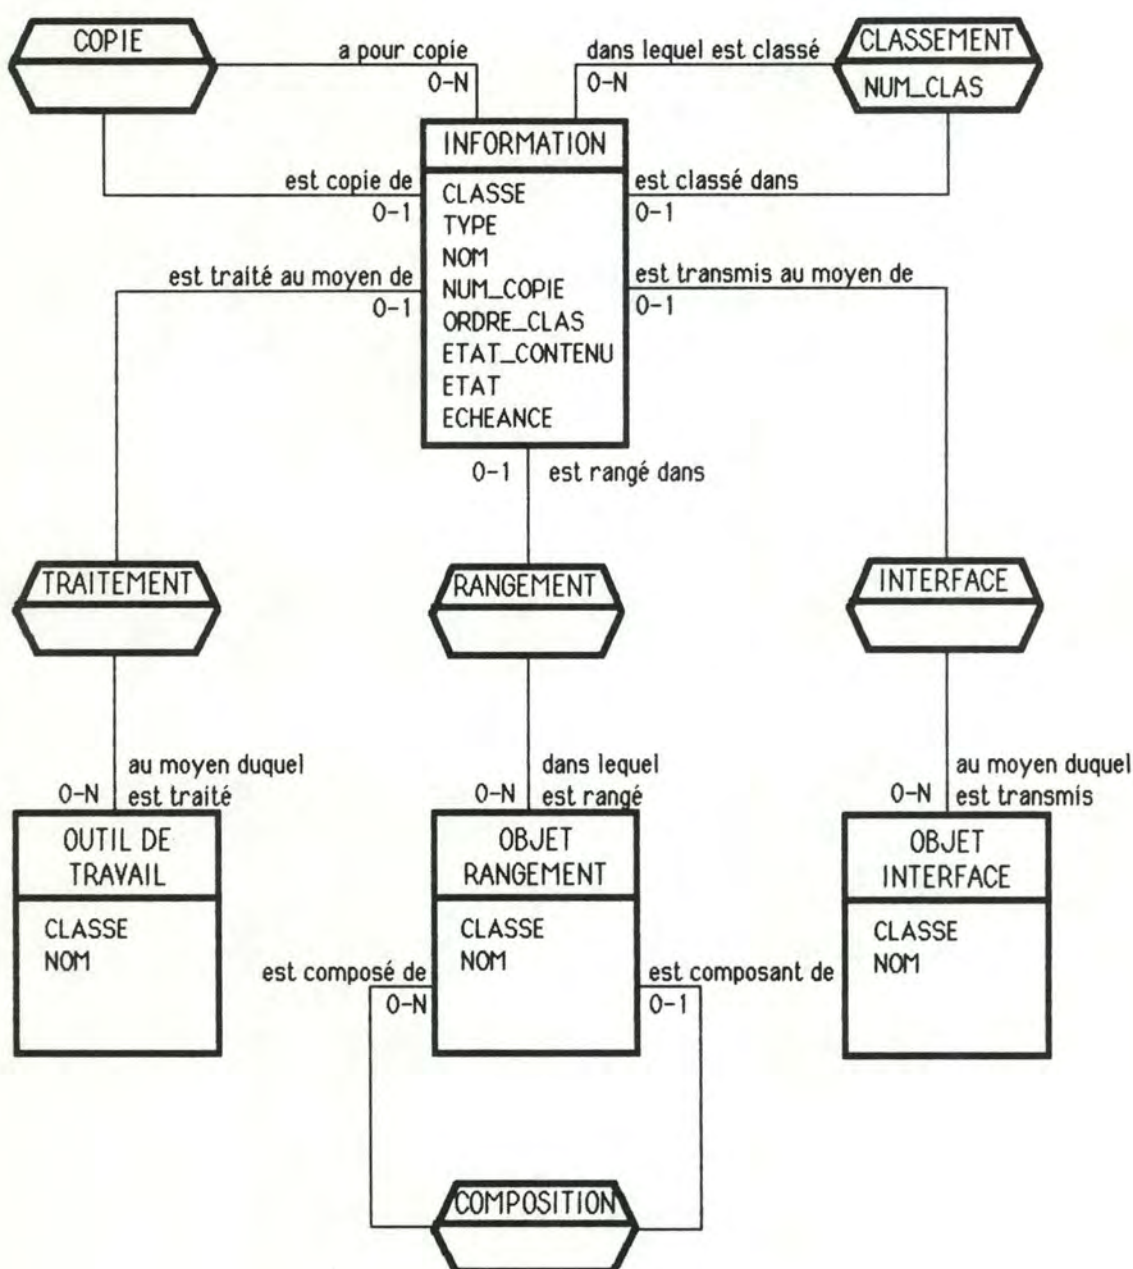 COPIE
a pour copie
0-N
dans lequel est classé
0-N
CLASSEMENT
NUM_CLAS
INFORMATION
CLASSE
TYPE
NOM
NUM_COPIE
ORDRE_CLAS
ETAT_CONTENU
ETAT
ECHEANCE
est copie de
0-1
est classé dans
0-1
est traité au moyen de
0-1
est transmis au moyen de
0-1
0-1
est rangé dans
TRAITEMENT
RANGEMENT
INTERFACE
au moyen duquel
0-N est traité
dans lequel
0-N est rangé
au moyen duquel
0-N est transmis
OUTIL DE
TRAVAIL
CLASSE
NOM
OBJET
RANGEMENT
CLASSE
NOM
OBJET
INTERFACE
CLASSE
NOM
est composé de
0-N
est composant de
0-1
COMPOSITION